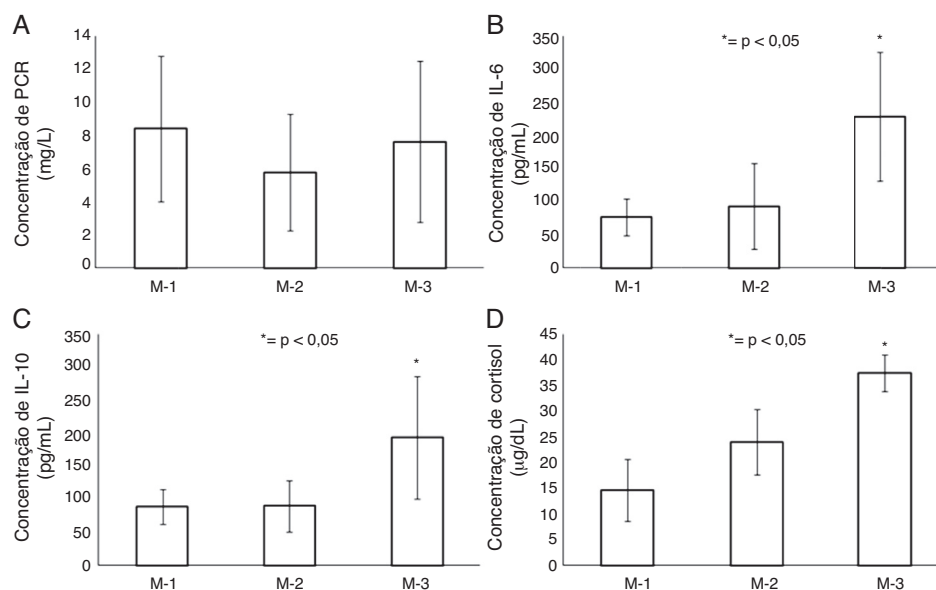 A
Concentração de PCR
(mg/L)
14
12
10
8
6
4
2
0
M-1
M-2
M-3
B
*= p < 0,05
*
Concentração de IL-6
(pg/mL)
350
300
250
200
150
100
50
0
M-1
M-2
M-3
C
*= p < 0,05
*
Concentração de IL-10
(pg/mL)
350
300
250
200
150
100
50
0
M-1
M-2
M-3
D
*= p < 0,05
*
Concentração de cortisol
(µg/dL)
45
40
35
30
25
20
15
10
5
0
M-1
M-2
M-3